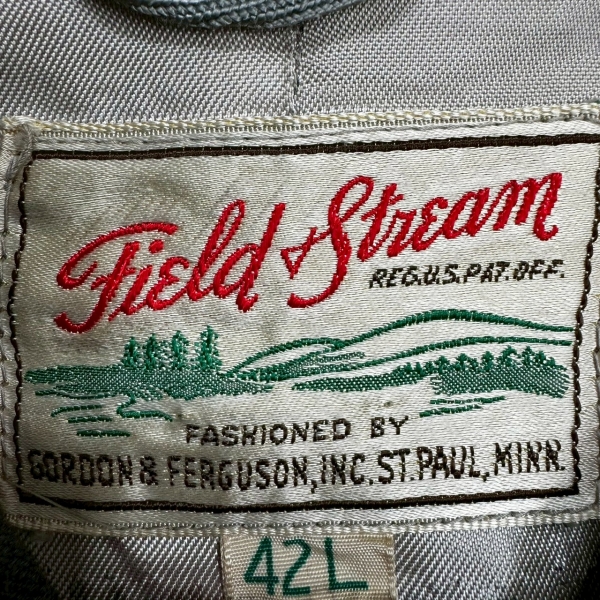 Field & Stream
REG.U.S.PAT.OFF.
FASHIONED BY
GORDON & FERGUSON, INC. ST. PAUL, MINN.
42L